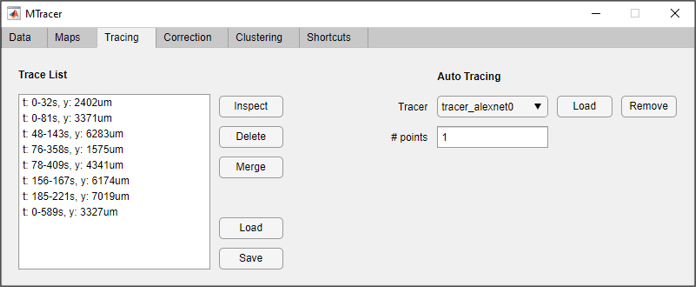 MTracer
Data Maps Tracing Correction Clustering Shortcuts
Trace List
t: 0-32s, y: 2402um
t: 0-81s, y: 3371um
t: 48-143s, y: 6283um
t: 76-358s, y: 1575um
t: 78-409s, y: 4341um
t: 156-167s, y: 6174um
t: 185-221s, y: 7019um
t: 0-589s, y: 3327um
Inspect
Delete
Merge
Load
Save
Auto Tracing
Tracer tracer_alexnet0 Load Remove
# points 1